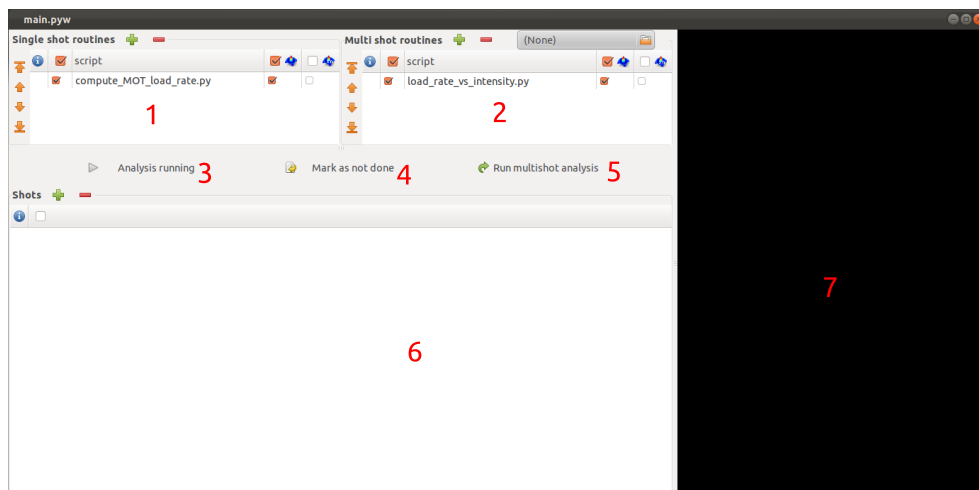 main.pyw
Single shot routines
Multi shot routines
(None)
script
script
compute_MOT_load_rate.py
load_rate_vs_intensity.py
1
2
Analysis running
3
Mark as not done
4
Run multishot analysis
5
Shots
6
7